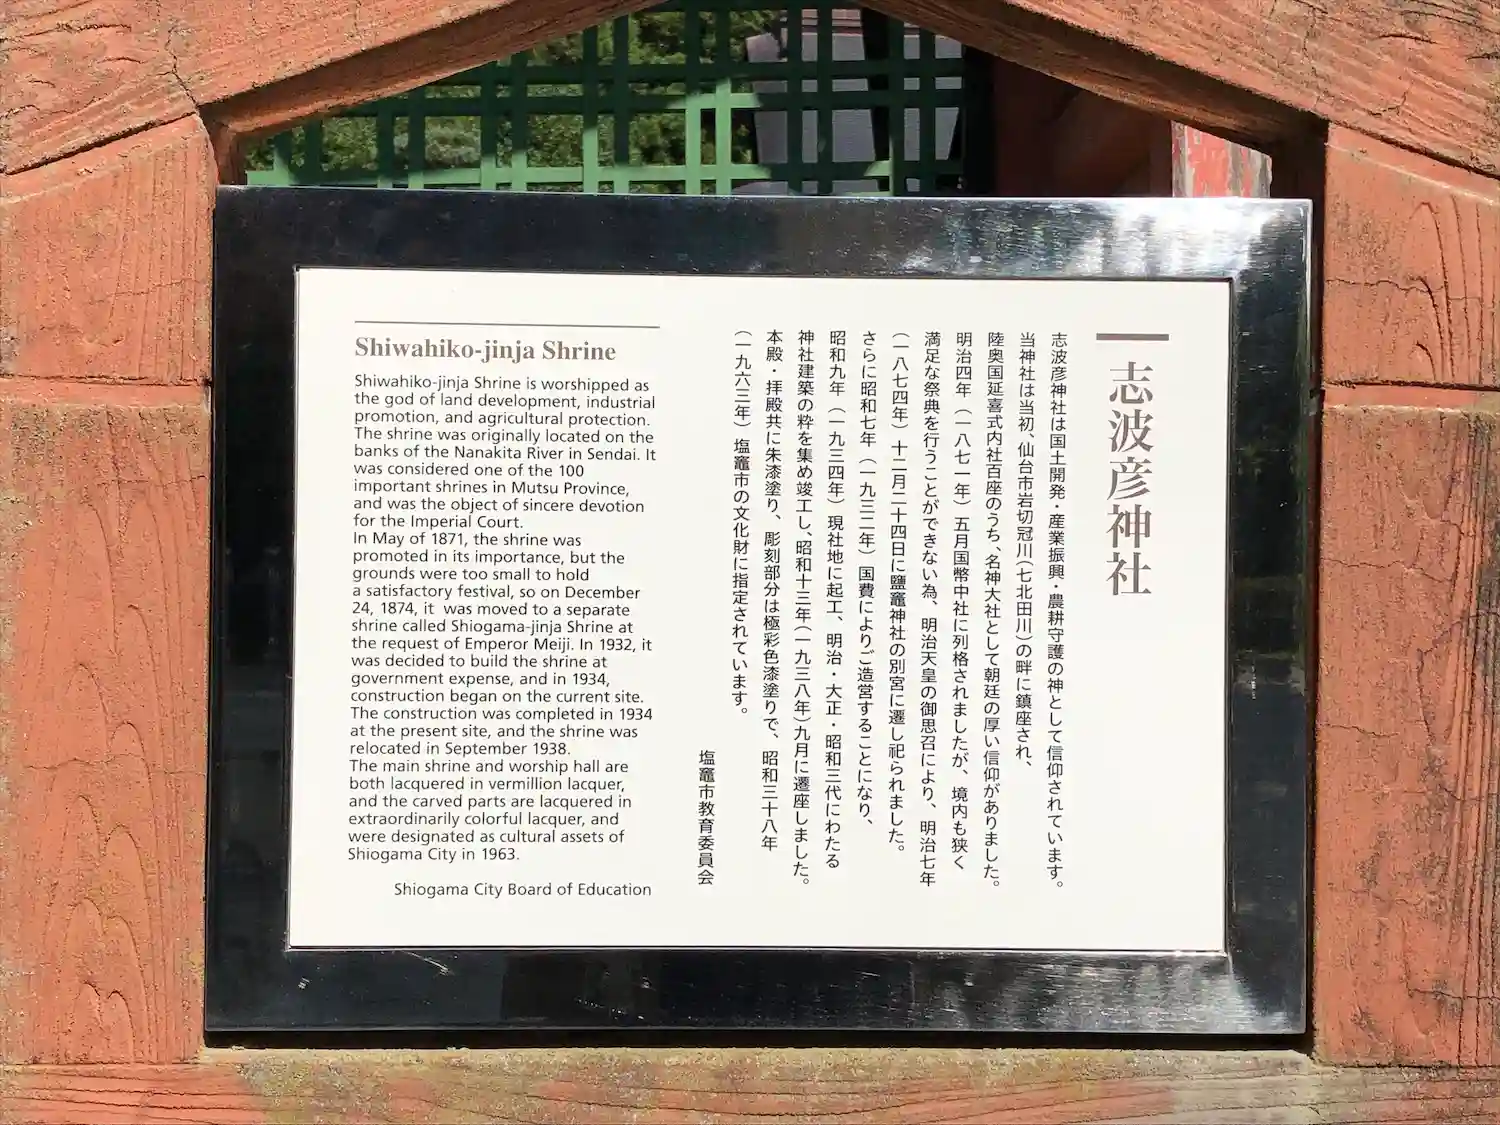 志波彦神社
志波彦神社は国土開発・産業振興・農耕守護の神として信仰されています。
当神社は当初、仙台市岩切冠川(七北田川)の畔に鎮座され、
陸奥国延喜式内社百座のうち、名神大社として朝廷の厚い信仰がありました。
明治四年(一八七一年)五月国幣中社に列格されましたが、境内も狭く
満足な祭典を行うことができない為、明治天皇の御思召により、明治七年
(一八七四年)十二月二十四日に鹽竈神社の別宮に遷し祀られました。
さらに昭和七年(一九三二年)国費によりご造営することになり、
昭和九年(一九三四年)現社地に起工、明治・大正・昭和三代にわたる
神社建築の粋を集め竣工し、昭和十三年(一九三八年)九月に遷座しました。
本殿・拝殿共に朱漆塗り、彫刻部分は極彩色漆塗りで、昭和三十八年
(一九六三年)塩竈市の文化財に指定されています。
塩竈市教育委員会
Shiwahiko-jinja Shrine
Shiwahiko-jinja Shrine is worshipped as
the god of land development, industrial
promotion, and agricultural protection.
The shrine was originally located on the
banks of the Nanakita River in Sendai. It
was considered one of the 100
important shrines in Mutsu Province,
and was the object of sincere devotion
for the Imperial Court.
In May of 1871, the shrine was
promoted in its importance, but the
grounds were too small to hold
a satisfactory festival, so on December
24, 1874, it was moved to a separate
shrine called Shiogama-jinja Shrine at
the request of Emperor Meiji. In 1932, it
was decided to build the shrine at
government expense, and in 1934,
construction began on the current site.
The construction was completed in 1934
at the present site, and the shrine was
relocated in September 1938.
The main shrine and worship hall are
both lacquered in vermillion lacquer,
and the carved parts are lacquered in
extraordinarily colorful lacquer, and
were designated as cultural assets of
Shiogama City in 1963.
Shiogama City Board of Education